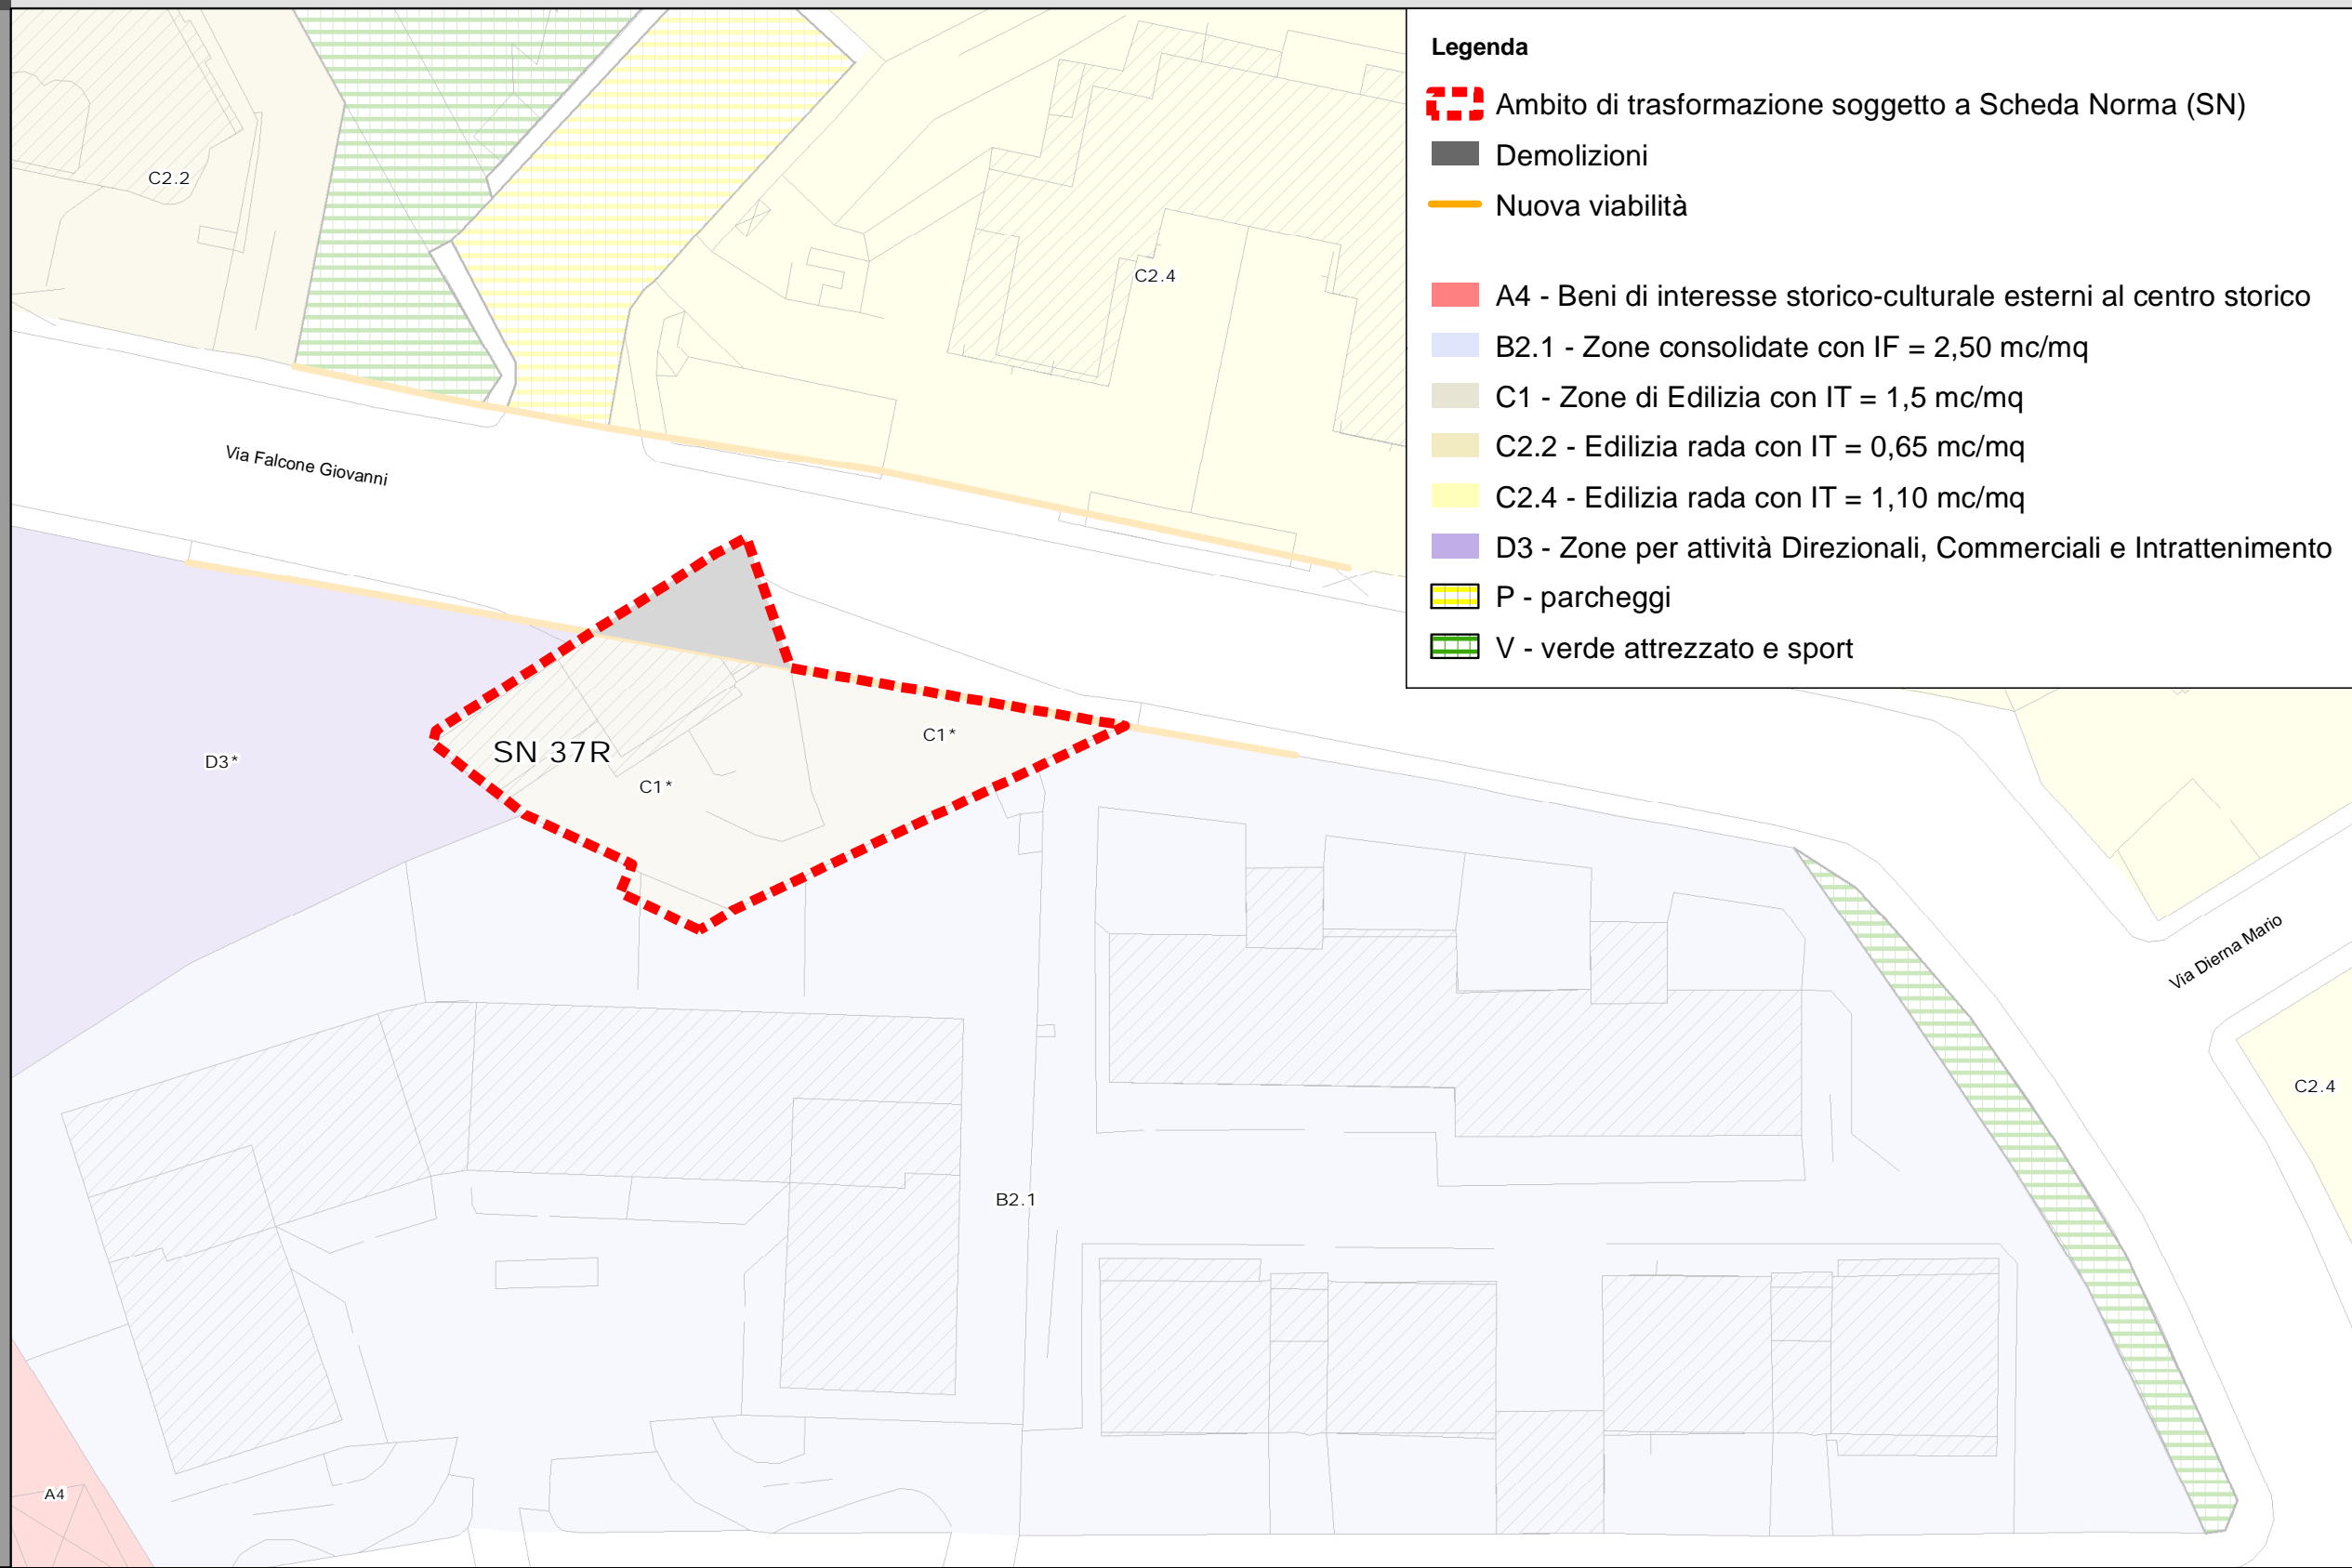 Legenda
Ambito di trasformazione soggetto a Scheda Norma (SN)
Demolizioni
Nuova viabilità
A4 - Beni di interesse storico-culturale esterni al centro storico
B2.1 - Zone consolidate con IF = 2,50 mc/mq
C1 - Zone di Edilizia con IT = 1,5 mc/mq
C2.2 - Edilizia rada con IT = 0,65 mc/mq
C2.4 - Edilizia rada con IT = 1,10 mc/mq
D3 - Zone per attività Direzionali, Commerciali e Intrattenimento
P - parcheggi
V - verde attrezzato e sport
C2.2
C2.4
Via Falcone Giovanni
C1*
SN 37R
D3*
C1*
Via Dierna Mario
C2.4
B2.1
A4